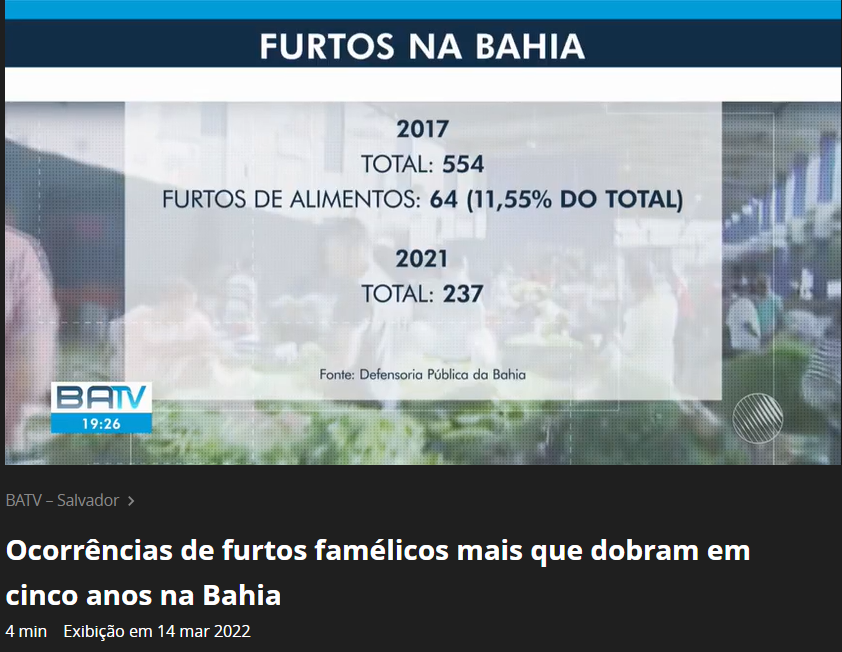 FURTOS NA BAHIA
2017
TOTAL: 554
FURTOS DE ALIMENTOS: 64 (11,55% DO TOTAL)
2021
TOTAL: 237
Fonte: Defensoria Pública da Bahia
BATV
19:26
BATV – Salvador >
Ocorrências de furtos famélicos mais que dobram em
cinco anos na Bahia
4 min Exibição em 14 mar 2022